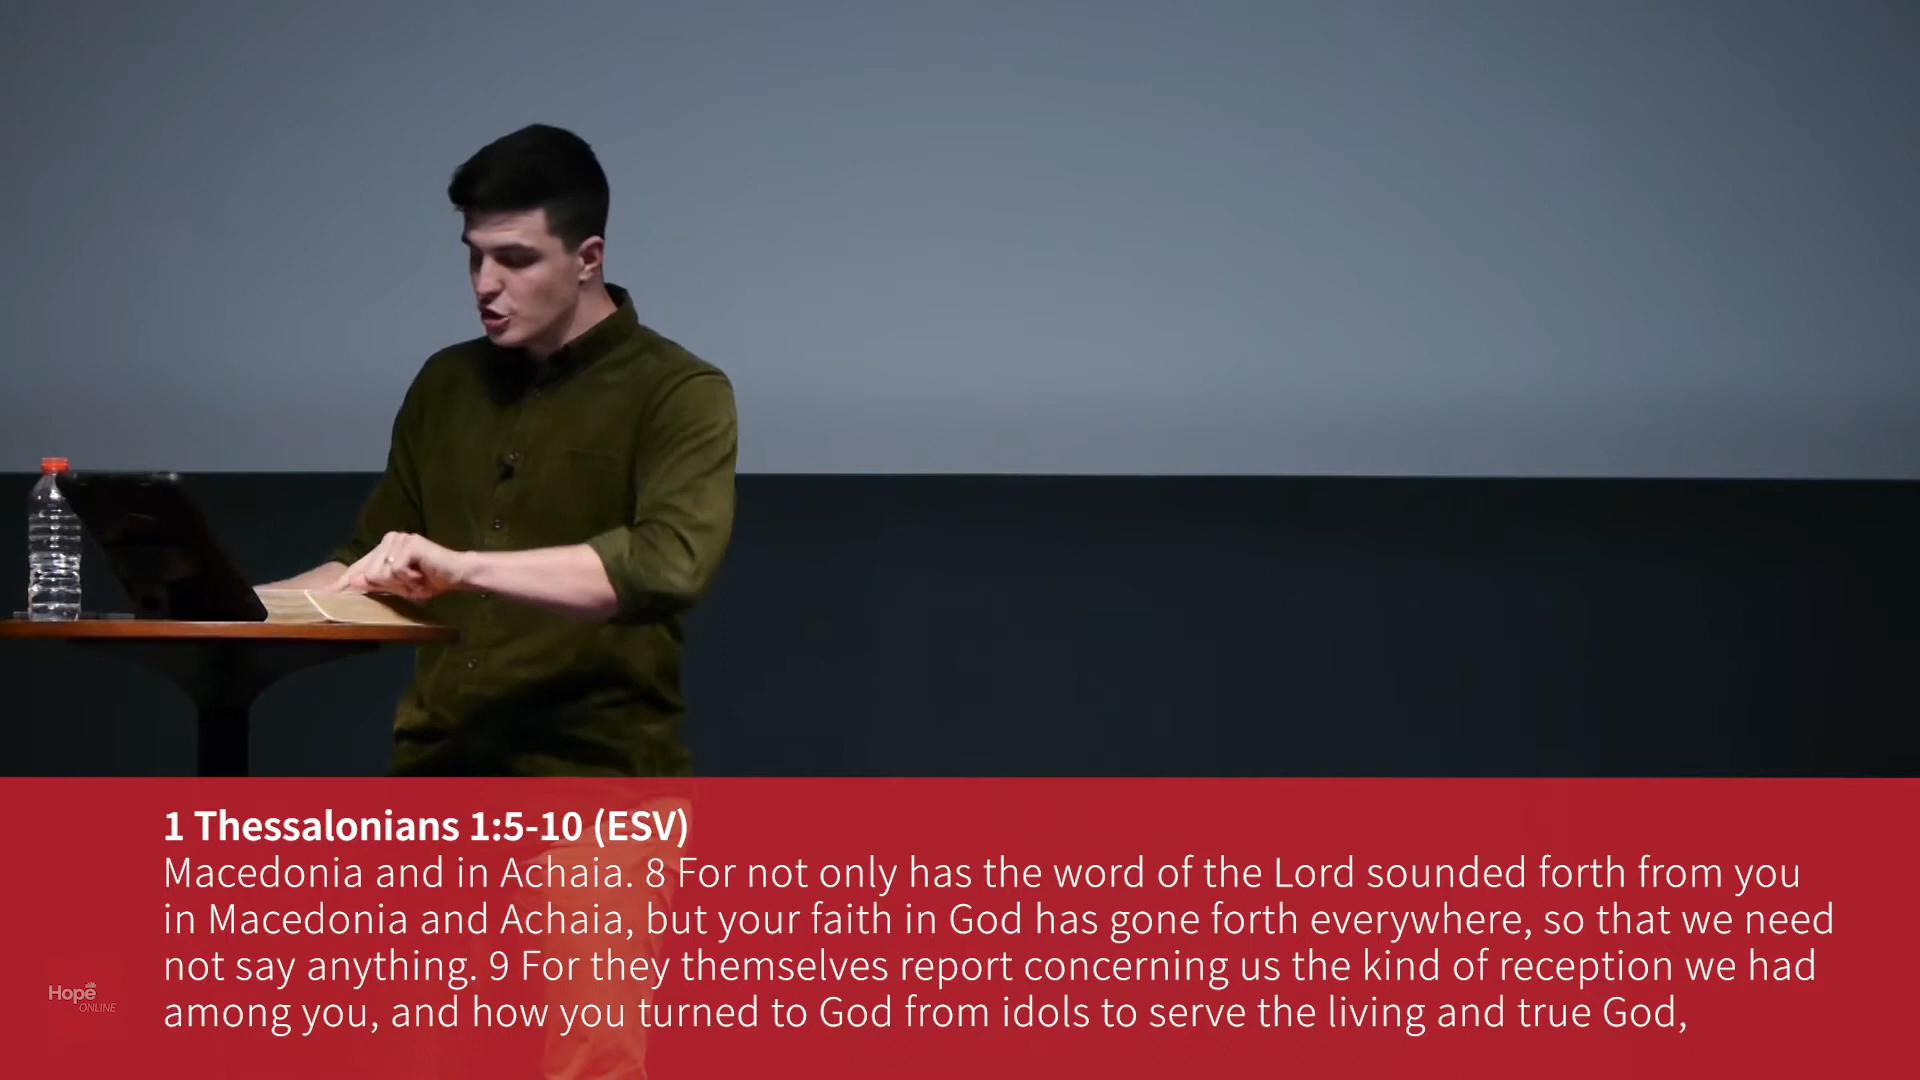 1 Thessalonians 1:5-10 (ESV)
Macedonia and in Achaia. 8 For not only has the word of the Lord sounded forth from you
in Macedonia and Achaia, but your faith in God has gone forth everywhere, so that we need
not say anything. 9 For they themselves report concerning us the kind of reception we had
among you, and how you turned to God from idols to serve the living and true God,
Hope
ONLINE